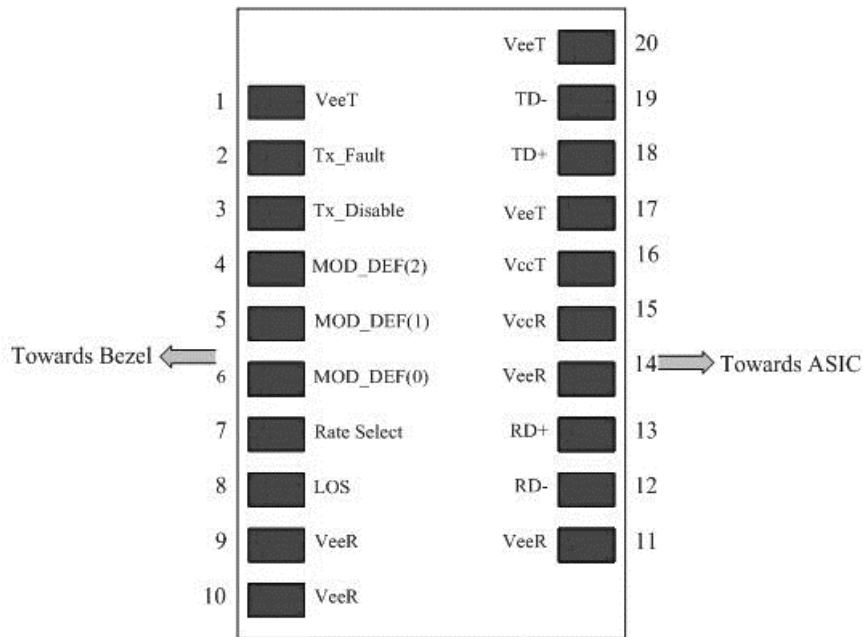 VeeT 20
1 VeeT TD- 19
2 Tx_Fault TD+ 18
3 Tx_Disable VeeT 17
4 MOD_DEF(2) VccT 16
5 MOD_DEF(1) VccR 15
Towards Bezel
6 MOD_DEF(0) VeeR 14
Towards ASIC
7 Rate Select RD+ 13
8 LOS RD- 12
9 VeeR VeeR 11
10 VeeR